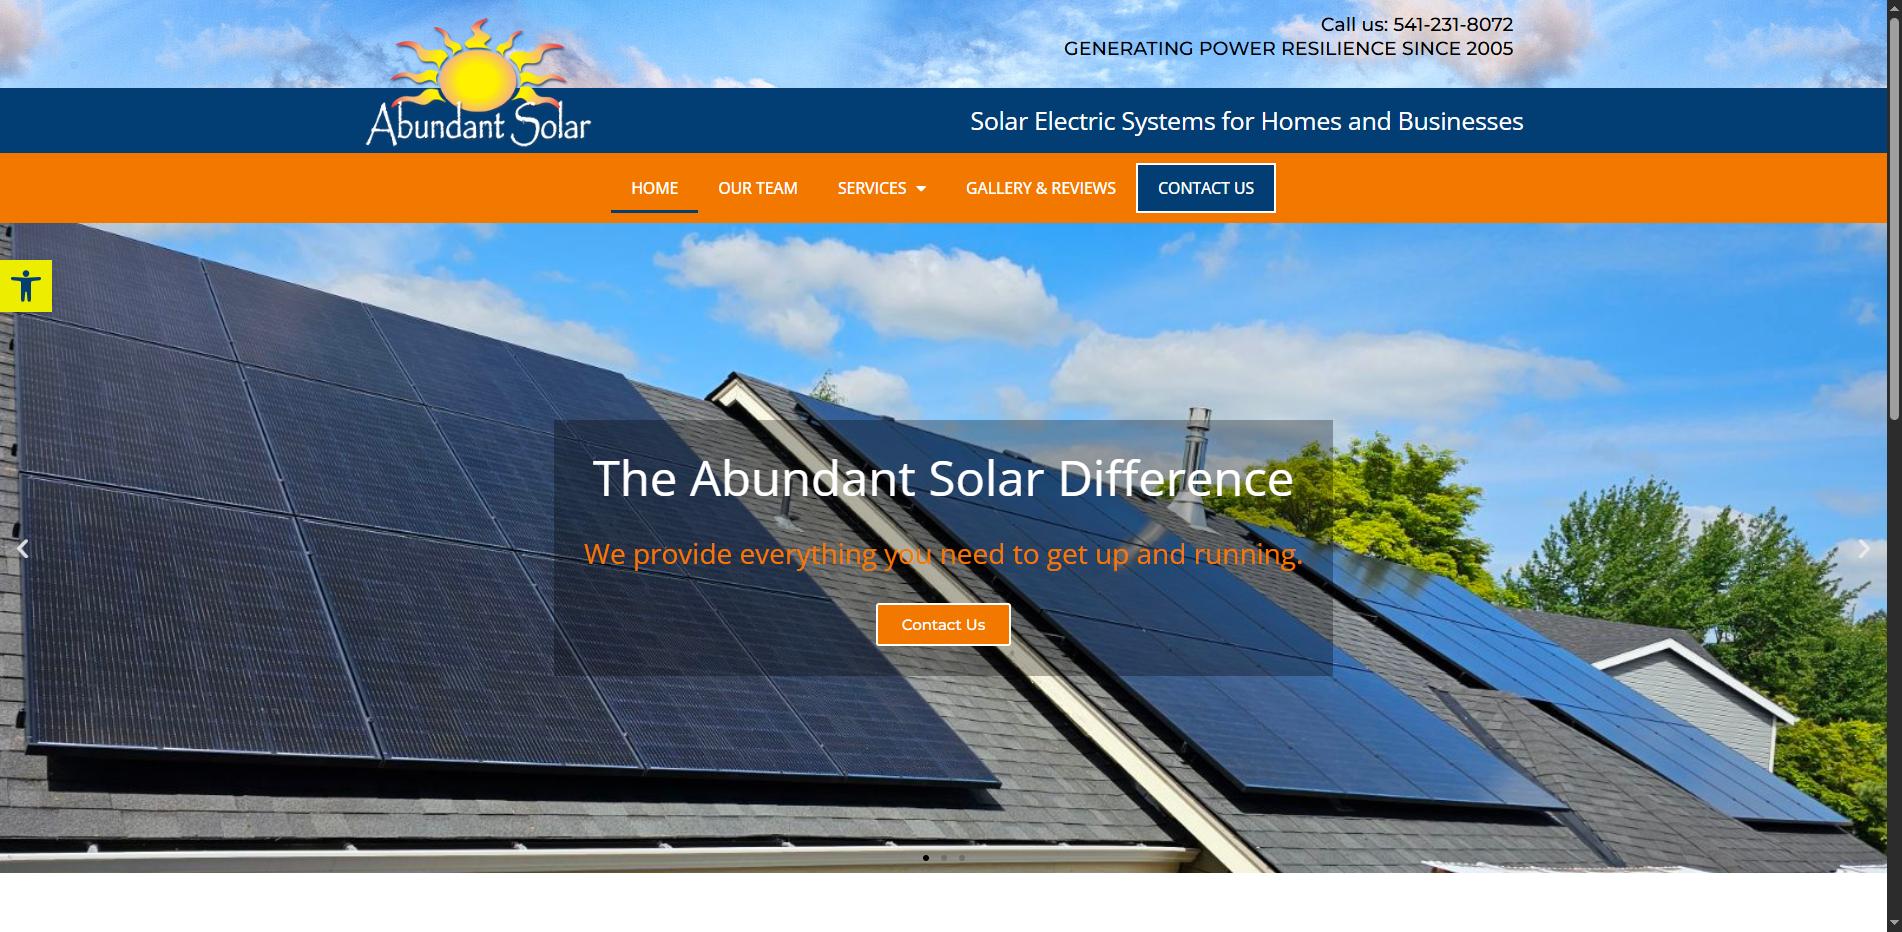 Call us: 541-231-8072
GENERATING POWER RESILIENCE SINCE 2005
Abundant Solar
Solar Electric Systems for Homes and Businesses
HOME
OUR TEAM
SERVICES
GALLERY & REVIEWS
CONTACT US
The Abundant Solar Difference
We provide everything you need to get up and running.
Contact Us